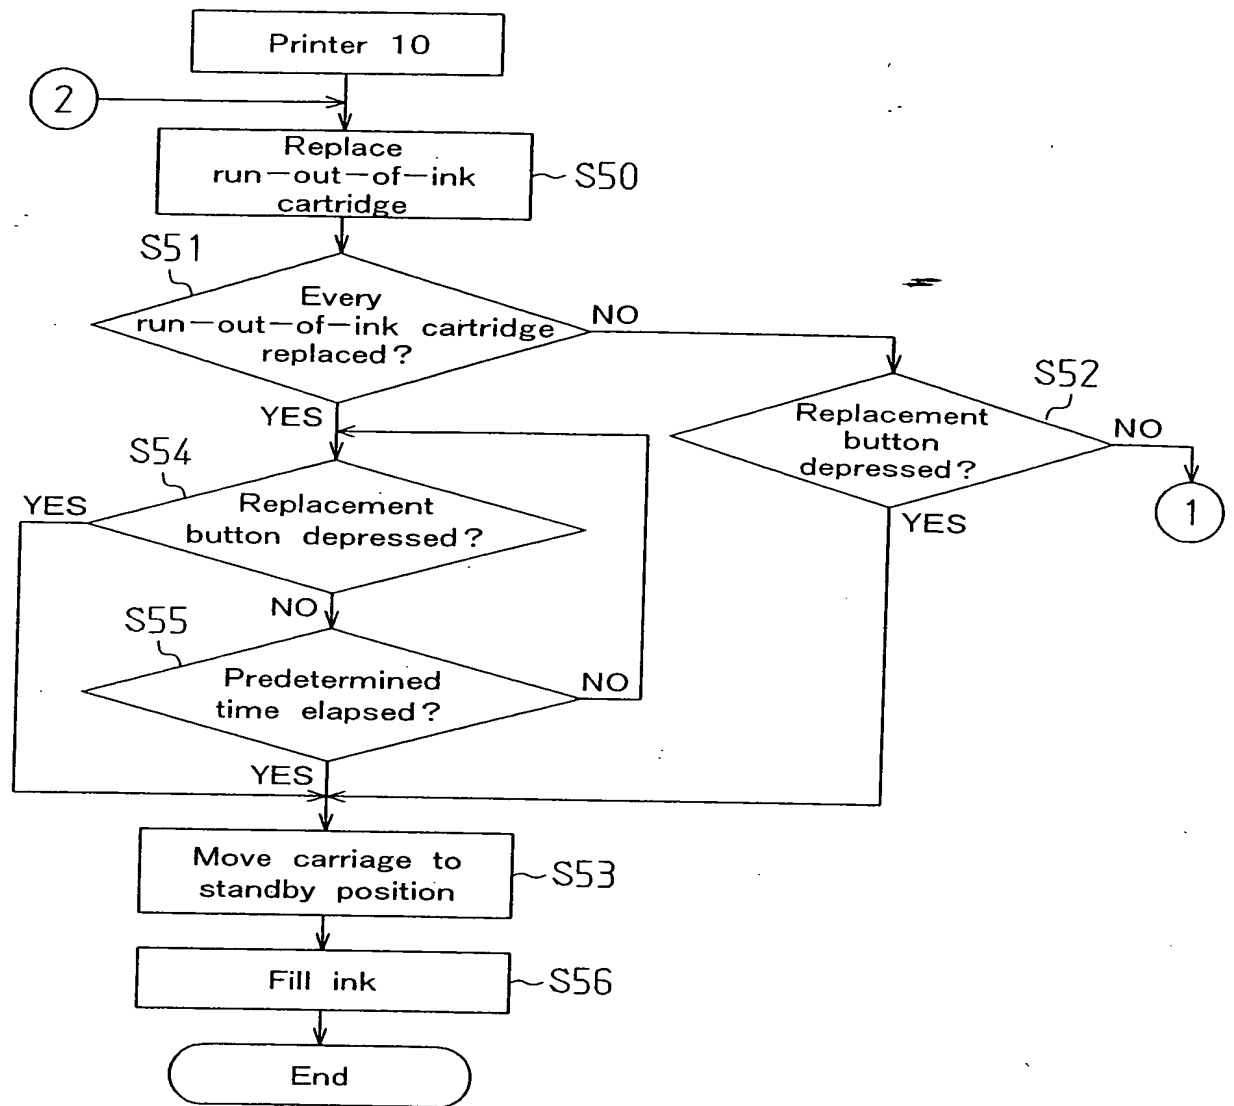 Printer 10
2
Replace
run-out-of-ink
cartridge
S50
S51
Every
run-out-of-ink cartridge
replaced?
NO
S52
YES
Replacement
button
depressed?
NO
1
YES
S54
YES
Replacement
button depressed?
NO
S55
Predetermined
time elapsed?
NO
YES
Move carriage to
standby position
S53
Fill ink
S56
End